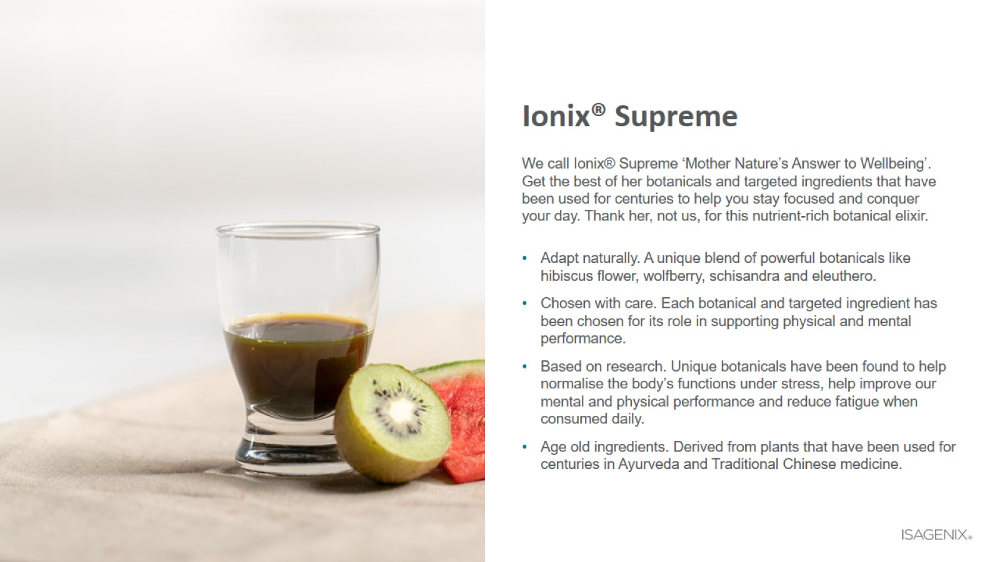 Ionix® Supreme
We call Ionix® Supreme ‘Mother Nature’s Answer to Wellbeing’.
Get the best of her botanicals and targeted ingredients that have
been used for centuries to help you stay focused and conquer
your day. Thank her, not us, for this nutrient-rich botanical elixir.
• Adapt naturally. A unique blend of powerful botanicals like
hibiscus flower, wolfberry, schisandra and eleuthero.
• Chosen with care. Each botanical and targeted ingredient has
been chosen for its role in supporting physical and mental
performance.
• Based on research. Unique botanicals have been found to help
normalise the body’s functions under stress, help improve our
mental and physical performance and reduce fatigue when
consumed daily.
• Age old ingredients. Derived from plants that have been used for
centuries in Ayurveda and Traditional Chinese medicine.
ISAGENIX®